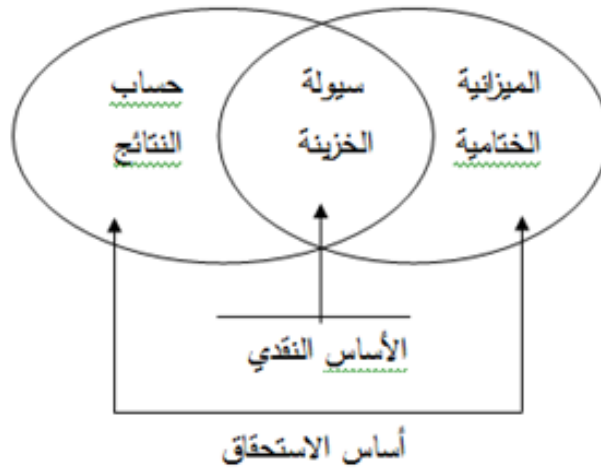 الميزانية
الختامية
سيولة
الخزينة
حساب
النتائج
الأساس النقدي
أساس الاستحقاق